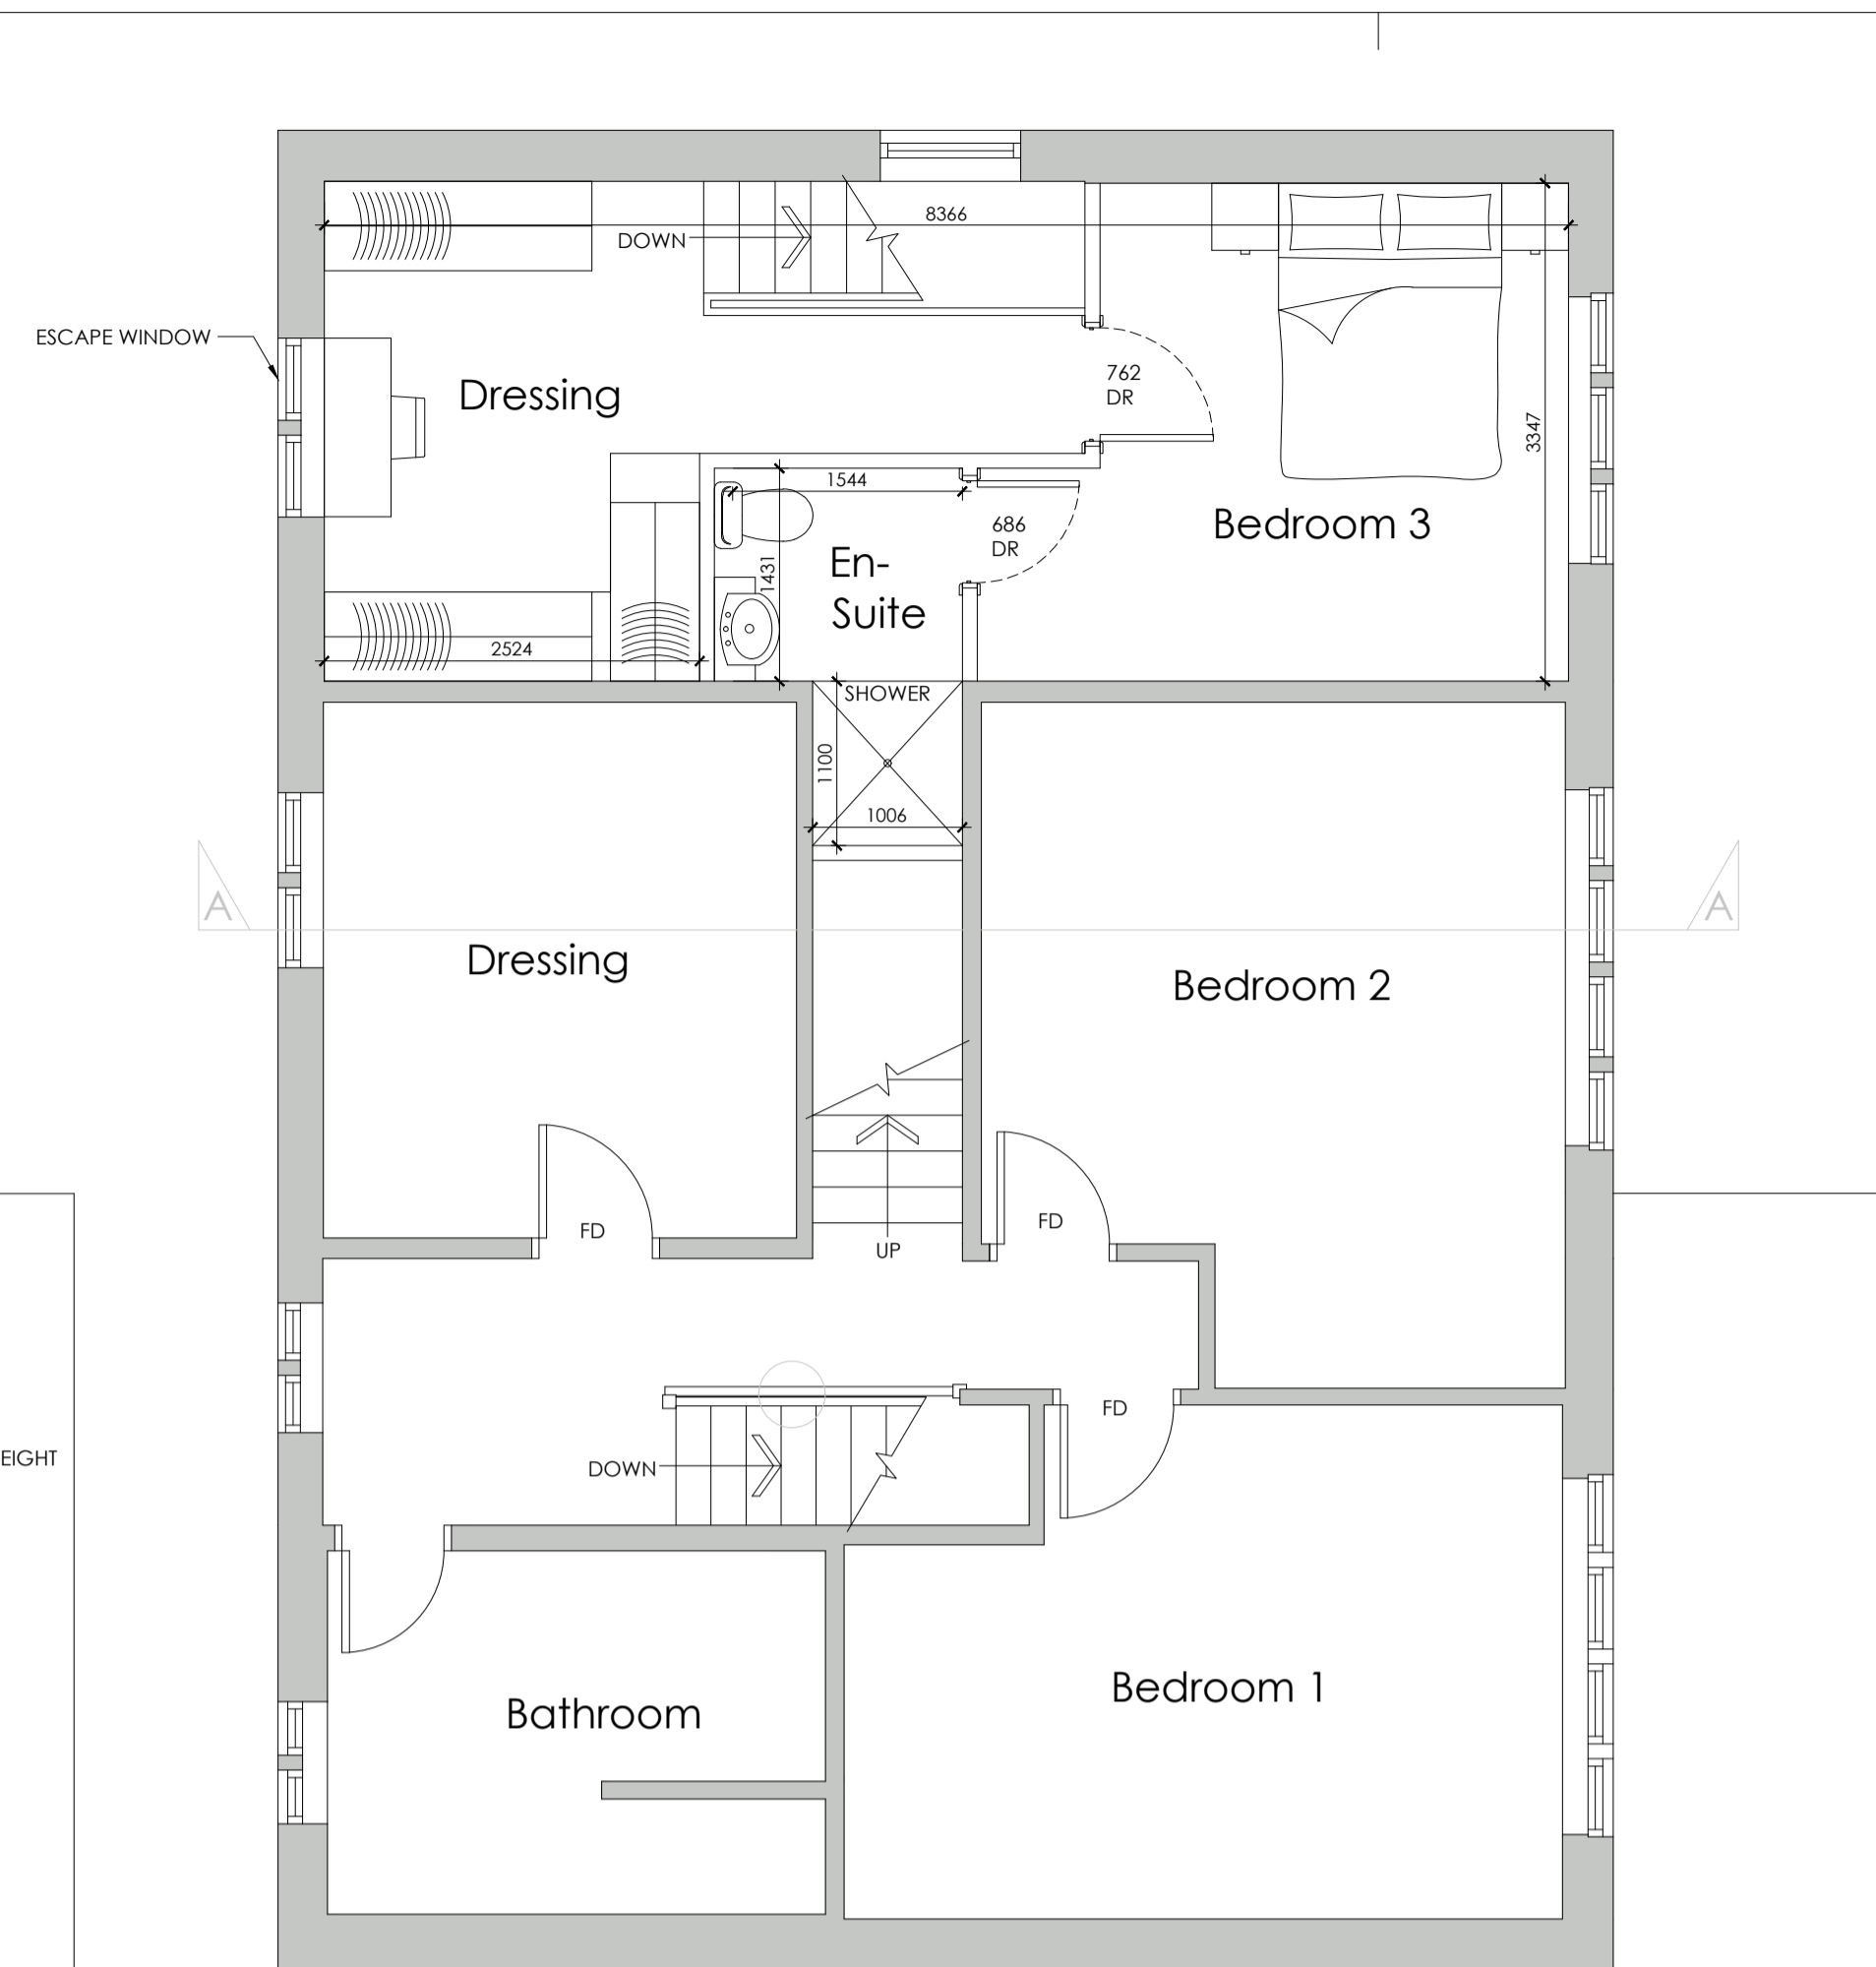 8366
DOWN
ESCAPE WINDOW
762
DR
Dressing
3347
1544
686
DR
Bedroom 3
En-
Suite
1431
2524
SHOWER
1100
1006
A
A
Dressing
Bedroom 2
FD
FD
UP
FD
DOWN
EIGHT
Bathroom
Bedroom 1